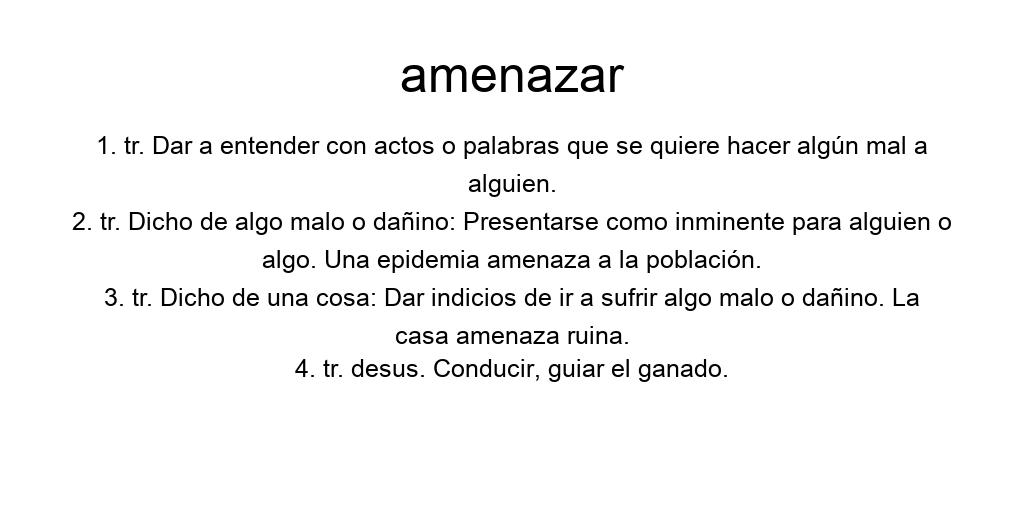 amenazar
1. tr. Dar a entender con actos o palabras que se quiere hacer algún mal a
alguien.
2. tr. Dicho de algo malo o dañino: Presentarse como inminente para alguien o
algo. Una epidemia amenaza a la población.
3. tr. Dicho de una cosa: Dar indicios de ir a sufrir algo malo o dañino. La
casa amenaza ruina.
4. tr. desus. Conducir, guiar el ganado.